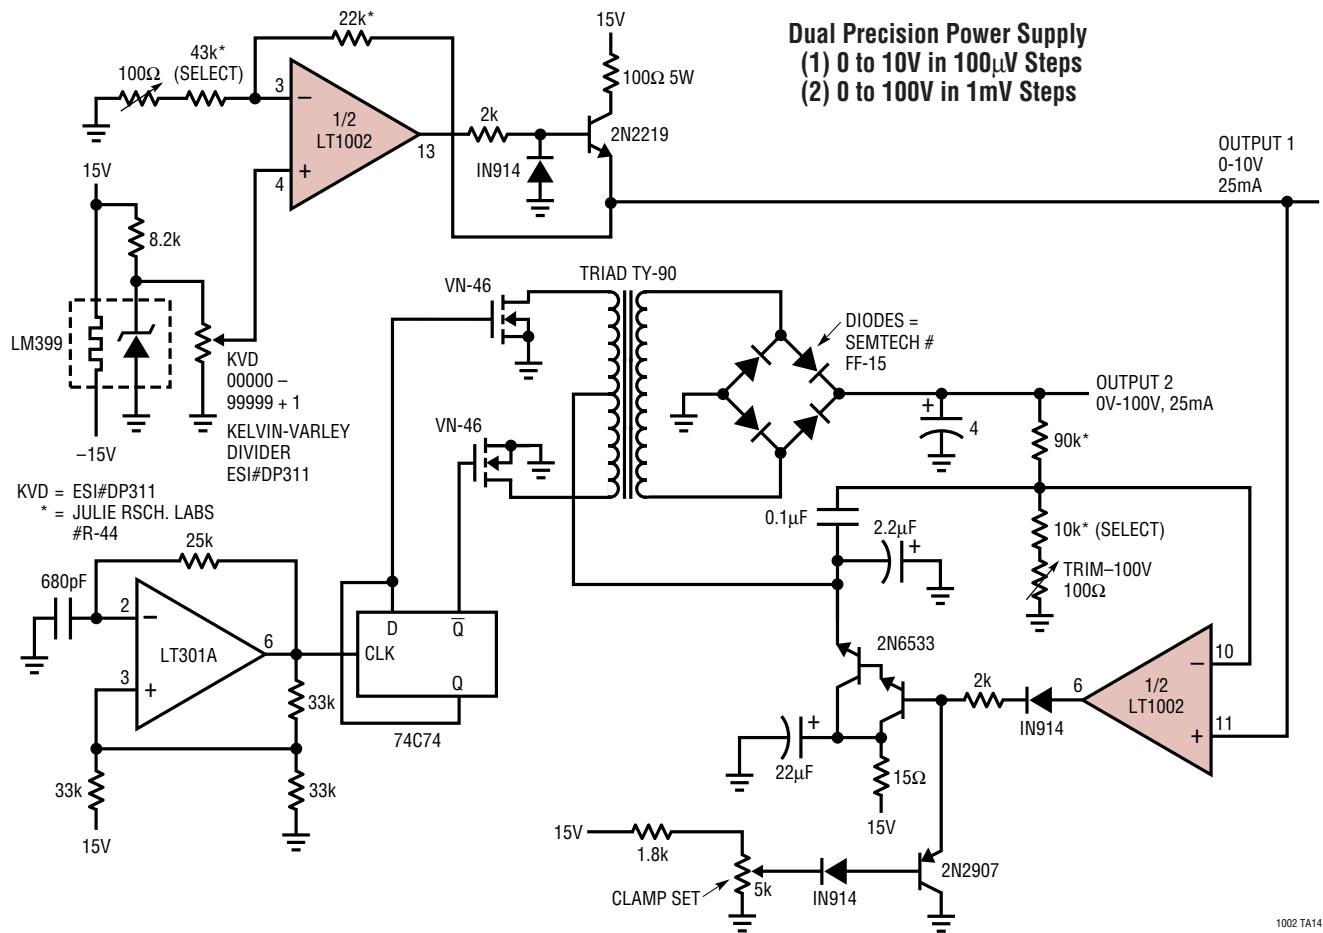 Dual Precision Power Supply
(1) 0 to 10V in 100μV Steps
(2) 0 to 100V in 1mV Steps
22k*
43k*
(SELECT)
100Ω
3
−
1/2
LT1002
+
4
13
2k
IN914
15V
100Ω 5W
2N2219
OUTPUT 1
0-10V
25mA
15V
8.2k
LM399
−15V
KVD
00000 –
99999 + 1
KELVIN-VARLEY
DIVIDER
ESI#DP311
KVD = ESI#DP311
* = JULIE RSCH. LABS
#R-44
VN-46
VN-46
TRIAD TY-90
DIODES =
SEMTECH #
FF-15
OUTPUT 2
0V-100V, 25mA
+
4
90k*
10k* (SELECT)
TRIM–100V
100Ω
0.1μF
2.2μF
+
25k
680pF
2
−
LT301A
3
+
6
33k
33k
33k
15V
D
Q
CLK
Q
74C74
2N6533
+
22μF
15Ω
15V
2k
IN914
6
1/2
LT1002
−
10
+
11
15V
1.8k
CLAMP SET
5k
IN914
2N2907
1002 TA14